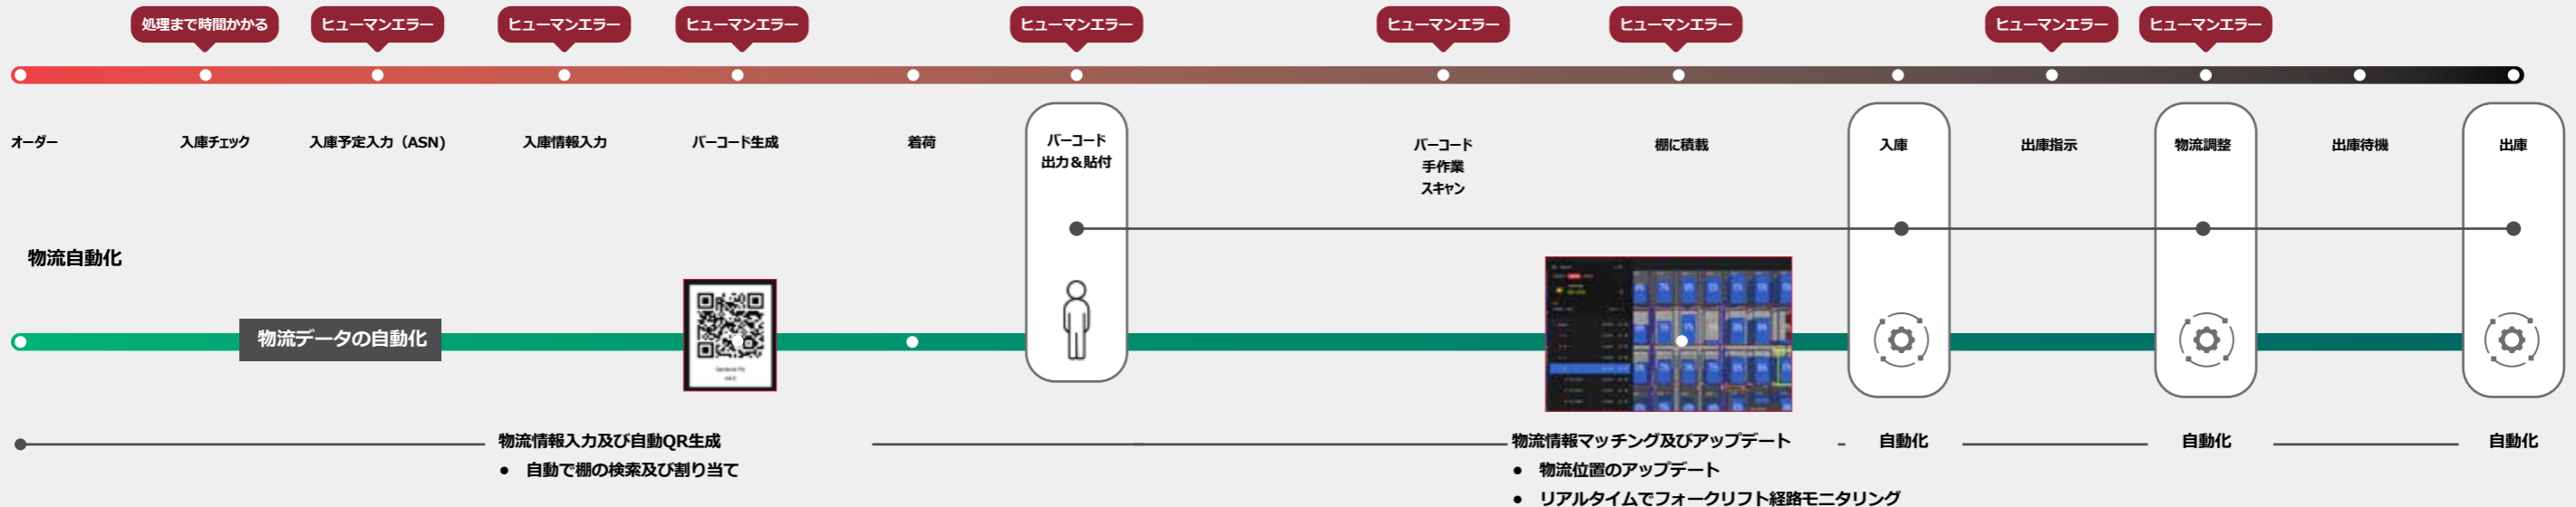 処理まで時間かかる
ヒューマンエラー
ヒューマンエラー
ヒューマンエラー
ヒューマンエラー
ヒューマンエラー
ヒューマンエラー
ヒューマンエラー
ヒューマンエラー
オーダー
入庫チェック
入庫予定入力（ASN)
入庫情報入力
バーコード生成
着荷
バーコード
出力＆貼付
バーコード
手作業
スキャン
棚に積載
入庫
出庫指示
物流調整
出庫待機
出庫
物流自動化
物流データの自動化
物流情報入力及び自動QR生成
● 自動で棚の検索及び割り当て
物流情報マッチング及びアップデート
● 物流位置のアップデート
● リアルタイムでフォークリフト経路モニタリング
自動化
自動化
自動化